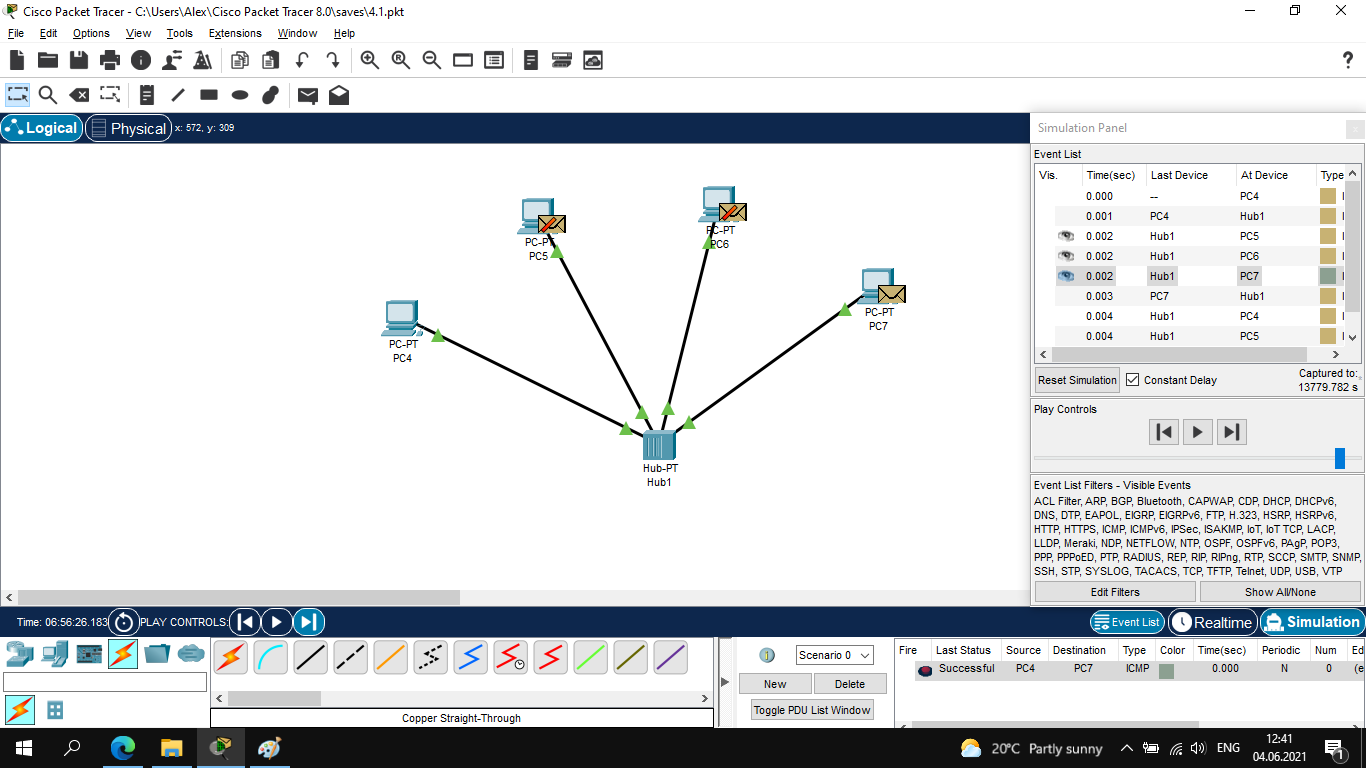 Cisco Packet Tracer - C:\Users\Alex\Cisco Packet Tracer 8.0\saves\4.1.pkt
File Edit Options View Tools Extensions Window Help
Logical Physical x: 572, y: 309
PC-PT
PC5
PC-PT
PC6
PC-PT
PC7
PC-PT
PC4
Hub-PT
Hub1
Simulation Panel
Event List
Vis. Time(sec) Last Device At Device Type
0.000 -- PC4
0.001 PC4 Hub1
0.002 Hub1 PC5
0.002 Hub1 PC6
0.002 Hub1 PC7
0.003 PC7 Hub1
0.004 Hub1 PC4
0.004 Hub1 PC5
Reset Simulation Constant Delay Captured to:
13779.782 s
Play Controls
Event List Filters - Visible Events
ACL Filter, ARP, BGP, Bluetooth, CAPWAP, CDP, DHCP, DHCPv6,
DNS, DTP, EAPOL, EIGRP, EIGRPv6, FTP, H.323, HSRP, HSRPv6,
HTTP, HTTPS, ICMP, ICMPv6, IPSec, ISAKMP, IoT, IoT TCP, LACP,
LLDP, Meraki, NDP, NETFLOW, NTP, OSPF, OSPFv6, PAgP, POP3,
PPP, PPPoED, PTP, RADIUS, REP, RIP, RIPng, RTP, SCCP, SMTP, SNMP,
SSH, STP, SYSLOG, TACACS, TCP, TFTP, Telnet, UDP, USB, VTP
Edit Filters Show All/None
Time: 06:56:26.183 PLAY CONTROLS: Event List Realtime Simulation
Copper Straight-Through
Scenario 0
New Delete
Toggle PDU List Window
Fire Last Status Source Destination Type Color Time(sec) Periodic Num Ed
Successful PC4 PC7 ICMP 0.000 N 0 (e
20°C Partly sunny ENG 12:41
04.06.2021
1